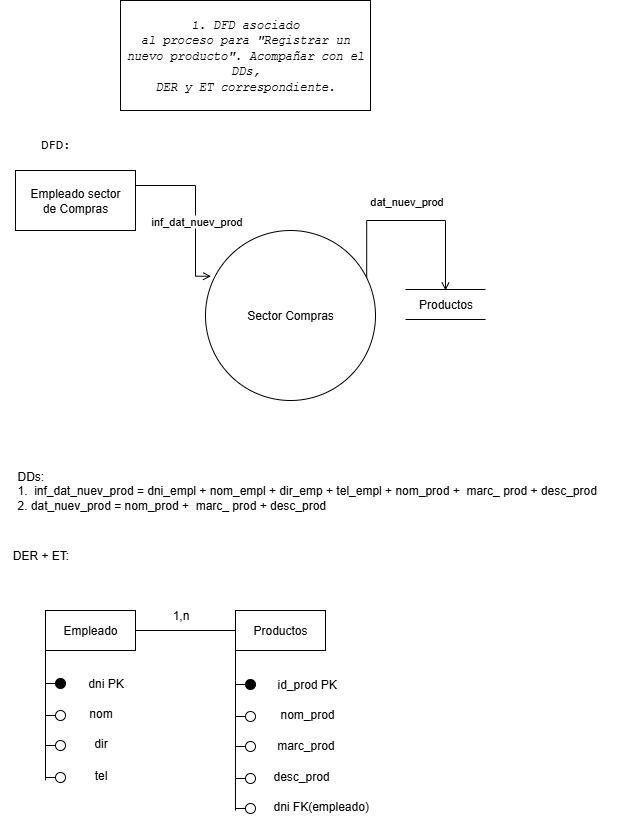 1. DFD asociado
al proceso para "Registrar un
nuevo producto". Acompañar con el
DDs,
DER y ET correspondiente.
DFD:
Empleado sector
de Compras
inf_dat_nuev_prod
dat_nuev_prod
Sector Compras
Productos
DDs:
1.  inf_dat_nuev_prod = dni_empl + nom_empl + dir_emp + tel_empl + nom_prod +  marc_ prod + desc_prod
2. dat_nuev_prod = nom_prod +  marc_ prod + desc_prod
DER + ET:
Empleado
1,n
Productos
dni PK
id_prod PK
nom
nom_prod
dir
marc_prod
tel
desc_prod
dni FK(empleado)